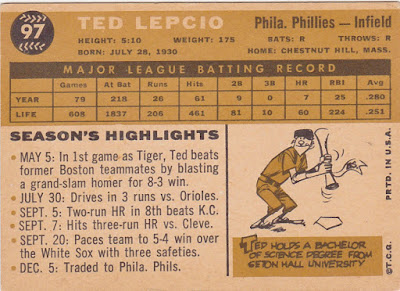 97
TED LEPCIO
Phila. Phillies — Infield
HEIGHT: 5:10 WEIGHT: 175 BATS: R THROWS: R
BORN: JULY 28, 1930 HOME: CHESTNUT HILL, MASS.
MAJOR LEAGUE BATTING RECORD
Games At Bat Runs Hits 2B 3B HR RBI Avg.
YEAR 79 218 26 61 9 0 7 25 .280
LIFE 608 1837 206 461 81 10 60 224 .251
SEASON'S HIGHLIGHTS
• MAY 5: In 1st game as Tiger, Ted beats
former Boston teammates by blasting
a grand-slam homer for 8-3 win.
• JULY 30: Drives in 3 runs vs. Orioles.
• SEPT. 5: Two-run HR in 8th beats K.C.
• SEPT. 7: Hits three-run HR vs. Cleve.
• SEPT. 20: Paces team to 5-4 win over
the White Sox with three safeties.
• DEC. 5: Traded to Phila. Phils.
TED HOLDS A BACHELOR
OF SCIENCE DEGREE FROM
SETON HALL UNIVERSITY
© T.C.G. PRTD. IN U.S.A.